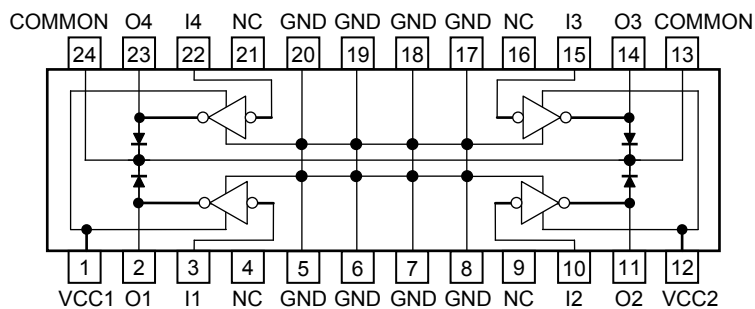 COMMON O4 I4 NC GND GND GND GND NC I3 O3 COMMON
24 23 22 21 20 19 18 17 16 15 14 13
1 2 3 4 5 6 7 8 9 10 11 12
VCC1 O1 I1 NC GND GND GND GND NC I2 O2 VCC2